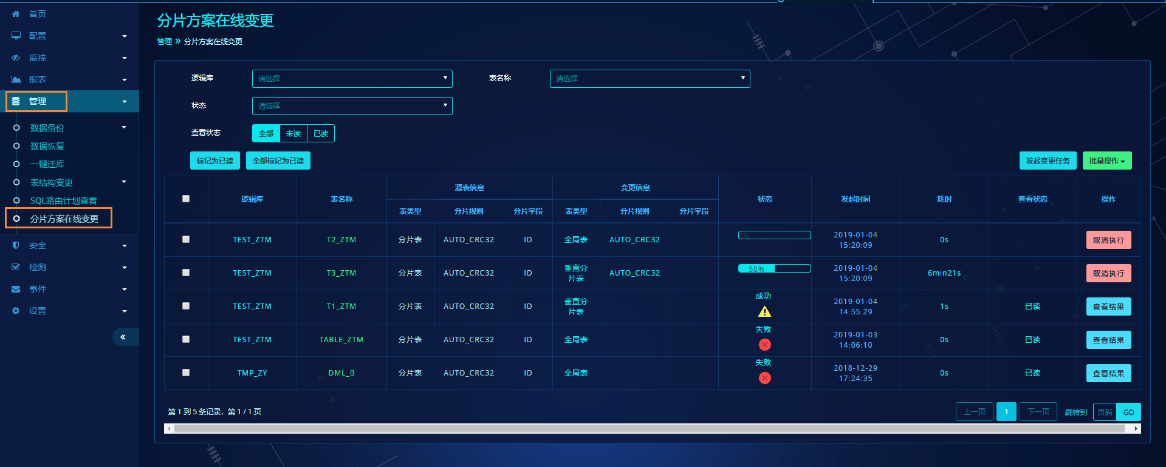 首页
配置
监控
报表
管理
数据备份
数据恢复
一键迁库
表结构变更
SQL路由计划查看
分片方案在线变更
安全
检测
事件
设置
«
分片方案在线变更
管理 » 分片方案在线变更
逻辑库 请选择 表名称 请选择
状态 请选择
查看状态 全部 未读 已读
标记为已读 全部标记为已读 发起变更任务 批量操作
逻辑库 表名称 源表信息 变更信息 状态 发起时间 耗时 查看状态 操作
表类型 分片规则 分片字段 表类型 分片规则 分片字段
TEST_ZTM T2_ZTM 分片表 AUTO_CRC32 ID 全局表 AUTO_CRC32 2019-01-04 15:20:09 0s 取消执行
TEST_ZTM T3_ZTM 分片表 AUTO_CRC32 ID 垂直分片表 AUTO_CRC32 50% 2019-01-04 15:20:09 6min21s 取消执行
TEST_ZTM T1_ZTM 分片表 AUTO_CRC32 ID 垂直分片表 成功 2019-01-04 14:55:29 1s 已读 查看结果
TEST_ZTM TABLE_ZTM 分片表 AUTO_CRC32 ID 全局表 失败 2019-01-03 14:06:10 0s 已读 查看结果
TMP_ZY DML_B 分片表 AUTO_CRC32 ID 全局表 失败 2018-12-29 17:24:35 0s 已读 查看结果
第 1 到 5 条记录，第 1 / 1 页 上一页 1 下一页 跳转到 页码 GO